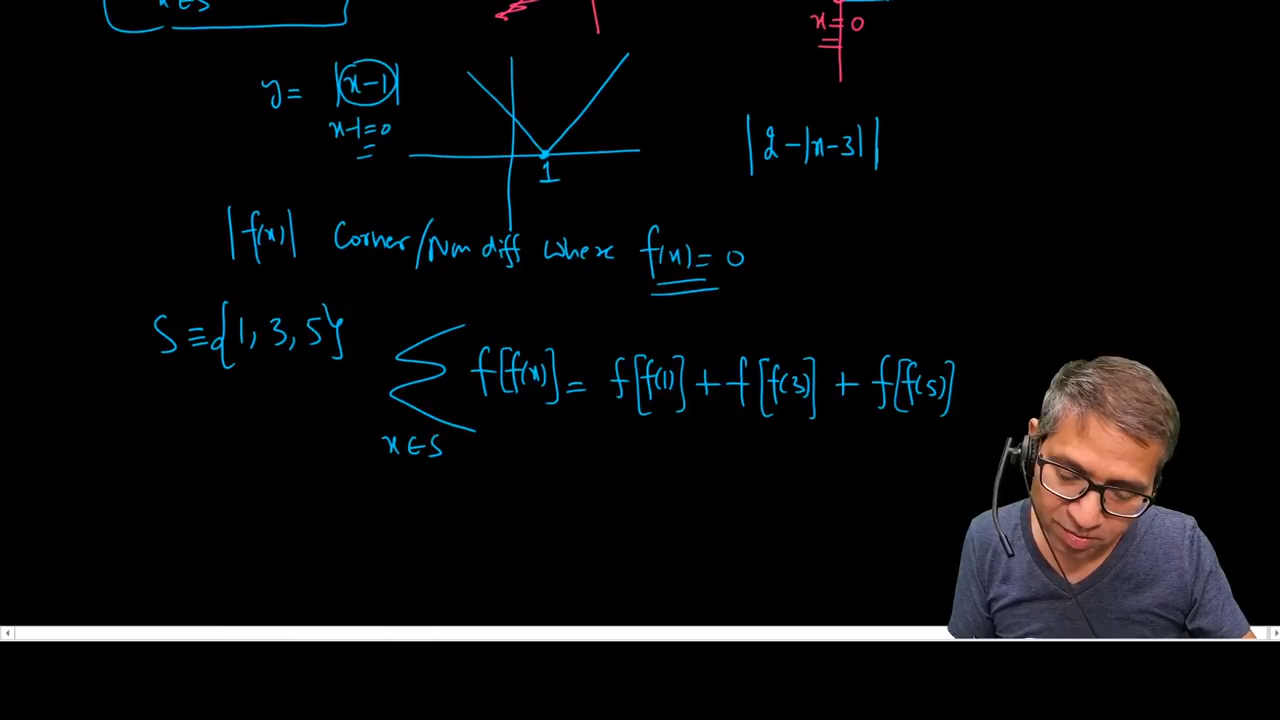 x ∈ S
x = 0
y = |x-1|
x-1=0
1
|2-|x-3||
|f(x)| Corner/Non diff where f(x) = 0
S ≡ {1, 3, 5}
∑ f[f(x)] = f[f(1)] + f[f(3)] + f[f(5)]
x ∈ S